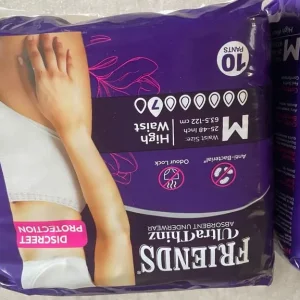 FRIENDS
UltraThinz
ABSORBENT UNDERWEAR
DISCREET
PROTECTION
Odour Lock
Anti-Bacterial
High
Waist
M
Waist Size:
25-48 Inch
63.5-122 cm
7
10
PANTS